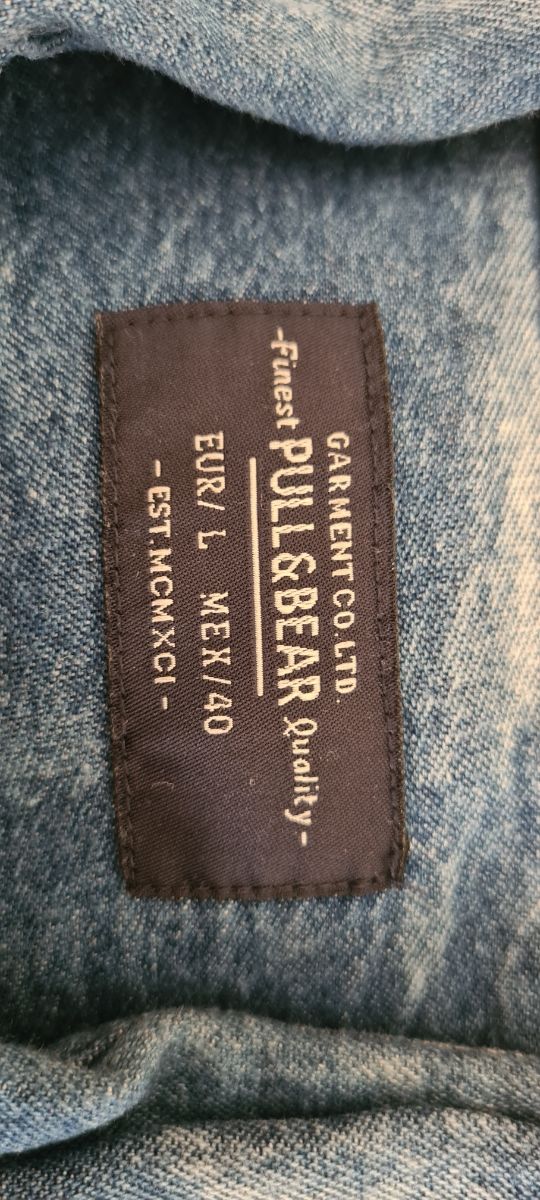 GARMENT CO. LTD.
-Finest PULL&BEAR Quality-
EUR/ L MEX/40
- EST. MCMXCI -